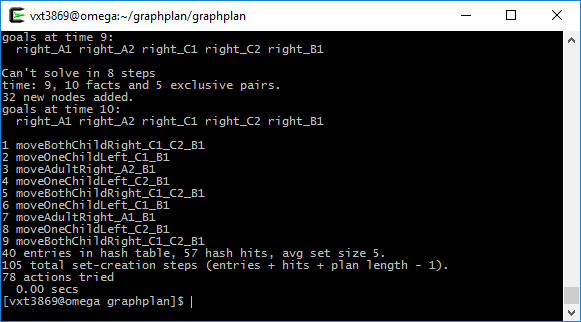 vxt3869@omega:~/graphplan/graphplan
goals at time 9:
  right_A1 right_A2 right_C1 right_C2 right_B1

Can't solve in 8 steps
time: 9, 10 facts and 5 exclusive pairs.
32 new nodes added.
goals at time 10:
  right_A1 right_A2 right_C1 right_C2 right_B1

1 moveBothChildRight_C1_C2_B1
2 moveOneChildLeft_C1_B1
3 moveAdultRight_A2_B1
4 moveOneChildLeft_C2_B1
5 moveBothChildRight_C1_C2_B1
6 moveOneChildLeft_C1_B1
7 moveAdultRight_A1_B1
8 moveOneChildLeft_C2_B1
9 moveBothChildRight_C1_C2_B1
40 entries in hash table, 57 hash hits, avg set size 5.
105 total set-creation steps (entries + hits + plan length - 1).
78 actions tried
  0.00 secs
[vxt3869@omega graphplan]$